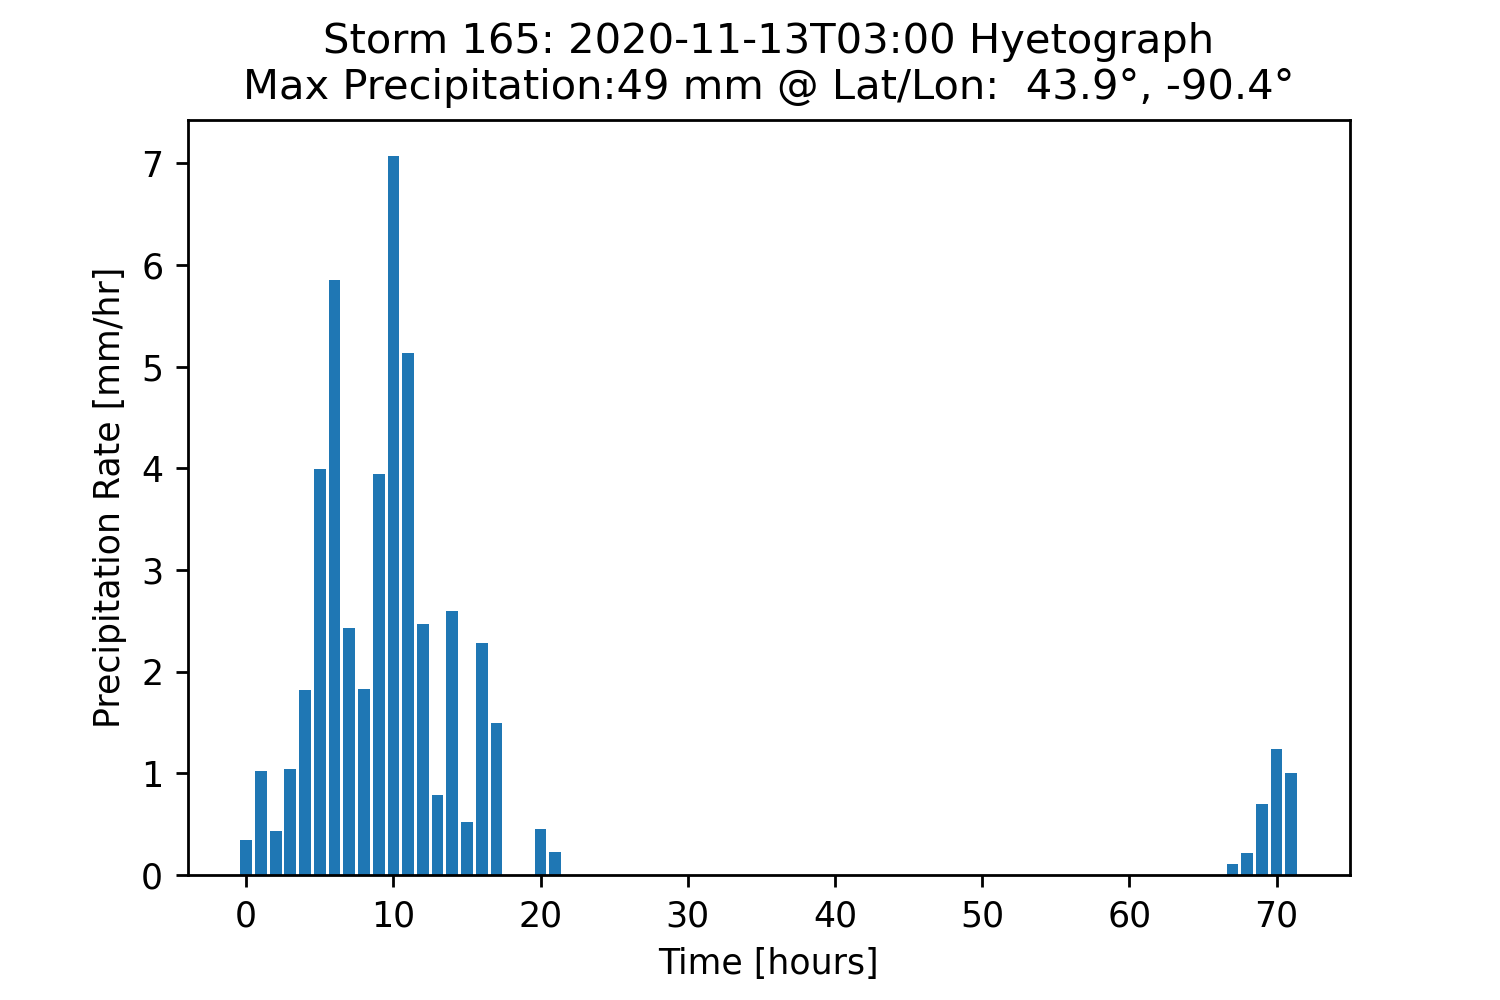 Storm 165: 2020-11-13T03:00 Hyetograph
Max Precipitation:49 mm @ Lat/Lon:  43.9°, -90.4°
Precipitation Rate [mm/hr]
7
6
5
4
3
2
1
0
0 10 20 30 40 50 60 70
Time [hours]